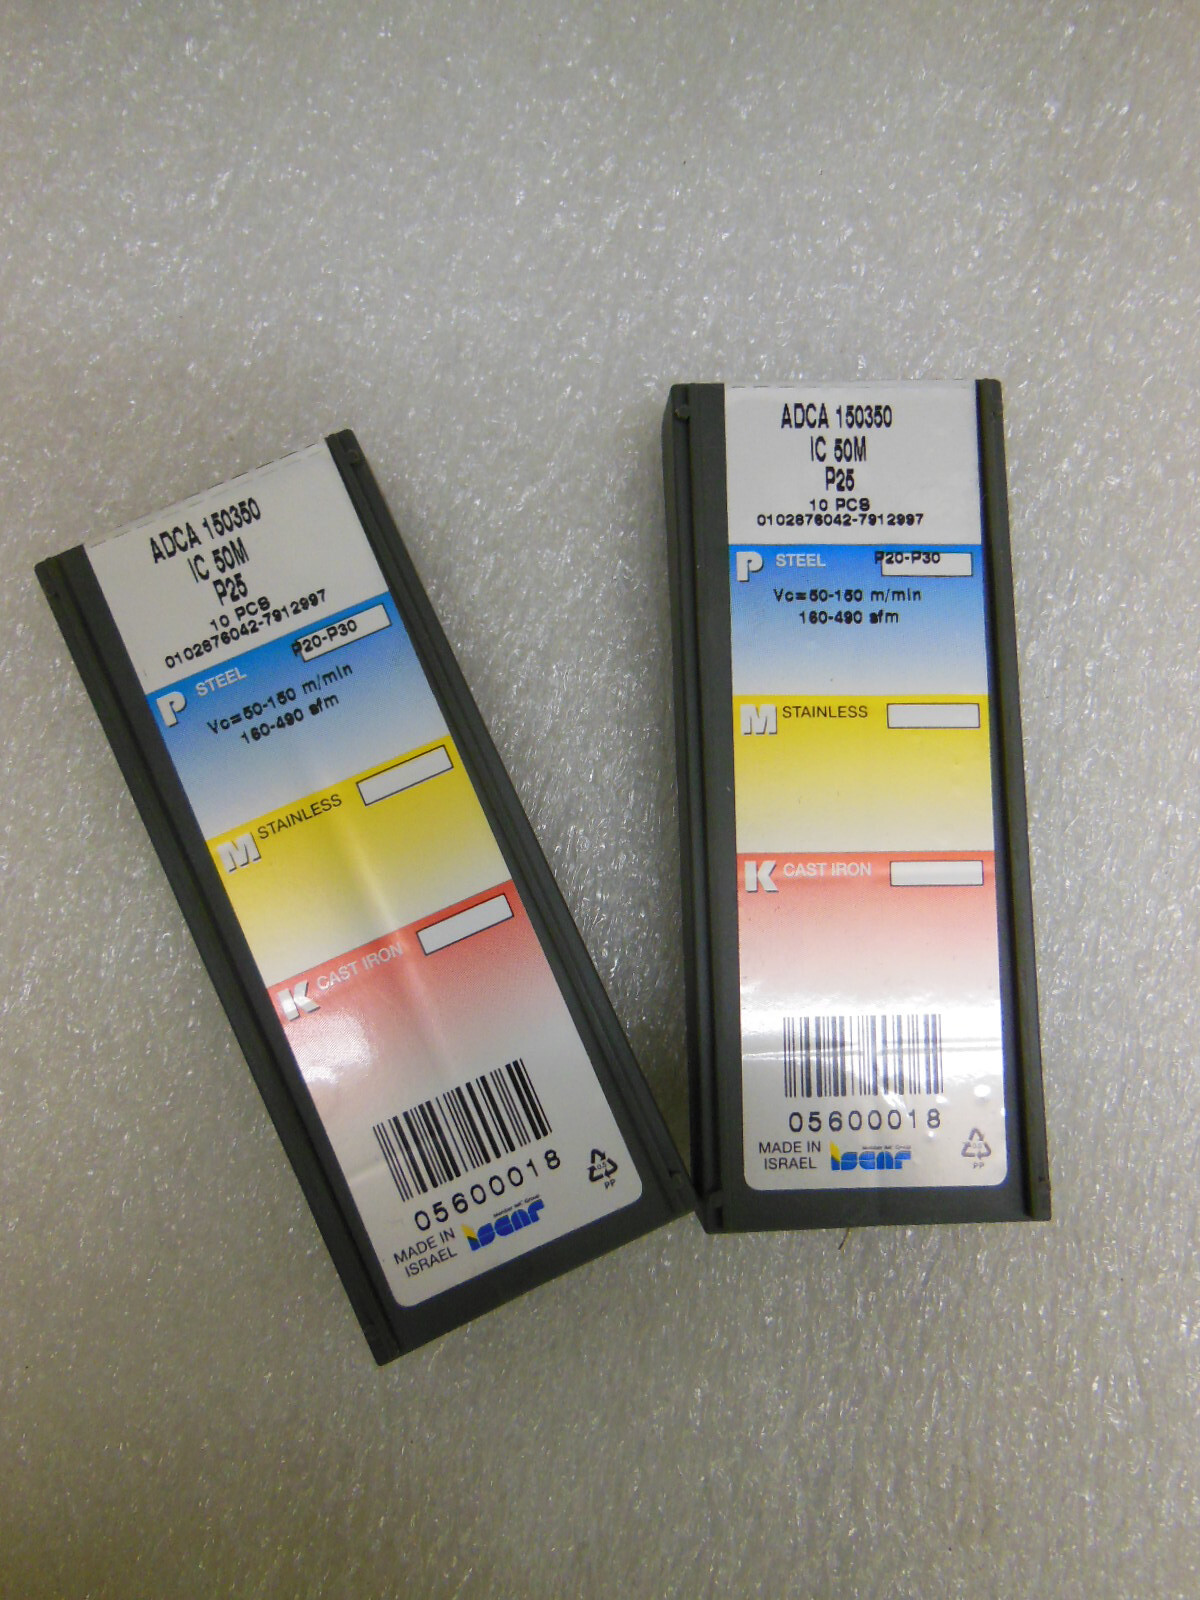 ADCA 150350
IC 50M
P25
10 PCS
0102876042-7912997
P STEEL P20-P30
Vc=50-150 m/min
160-490 sfm
M STAINLESS
K CAST IRON
05600018
MADE IN
ISRAEL
iscar
PP
ADCA 150350
IC 50M
P25
10 PCS
0102876042-7912997
P STEEL P20-P30
Vc=50-150 m/min
160-490 sfm
M STAINLESS
K CAST IRON
05600018
MADE IN
ISRAEL
iscar
PP